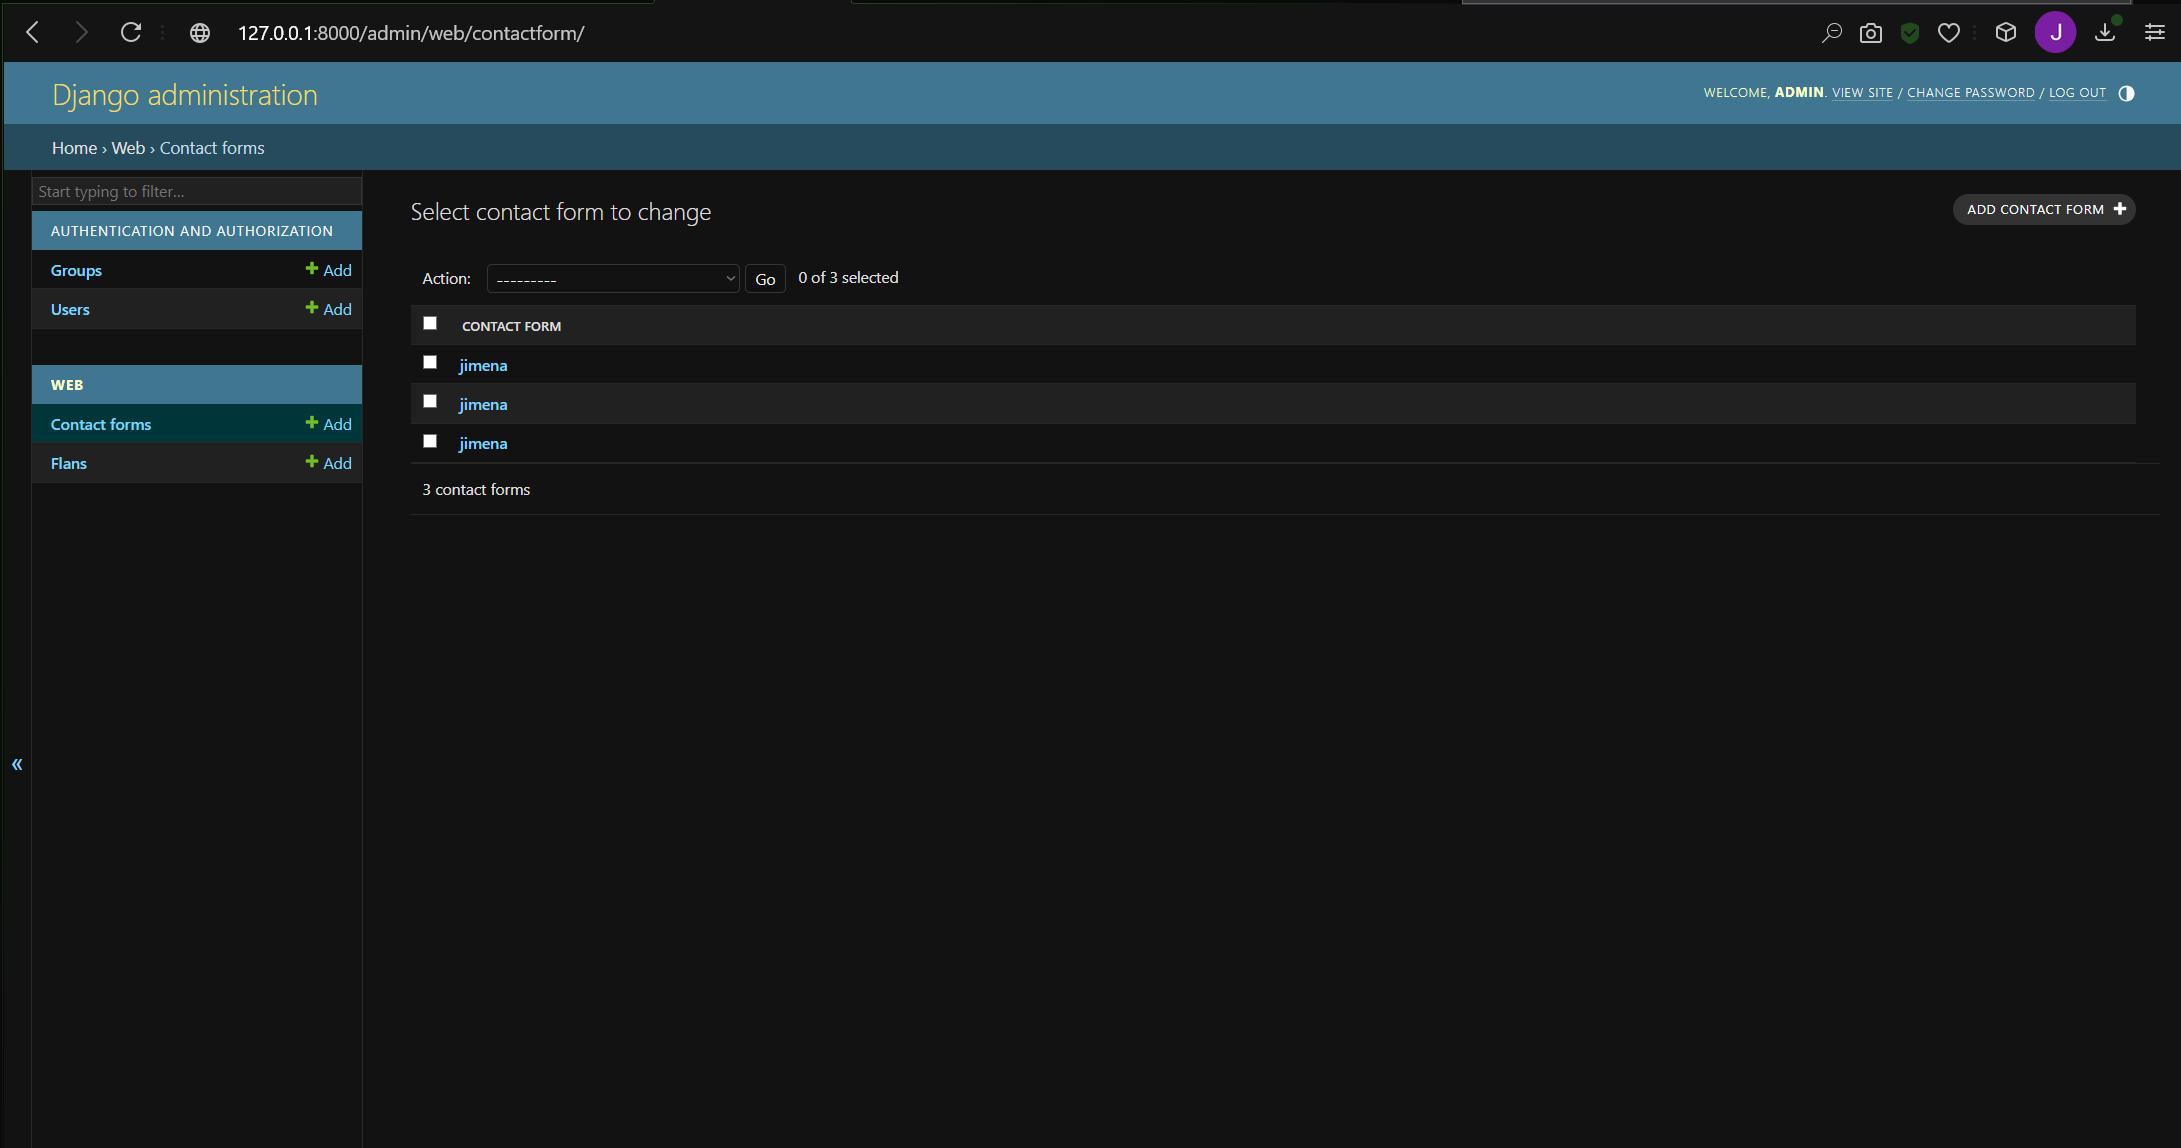 127.0.0.1:8000/admin/web/contactform/
J
Django administration
WELCOME, ADMIN. VIEW SITE / CHANGE PASSWORD / LOG OUT
Home › Web › Contact forms
Start typing to filter...
AUTHENTICATION AND AUTHORIZATION
Groups + Add
Users + Add
WEB
Contact forms + Add
Flans + Add
«
Select contact form to change
ADD CONTACT FORM +
Action: --------- Go 0 of 3 selected
CONTACT FORM
jimena
jimena
jimena
3 contact forms